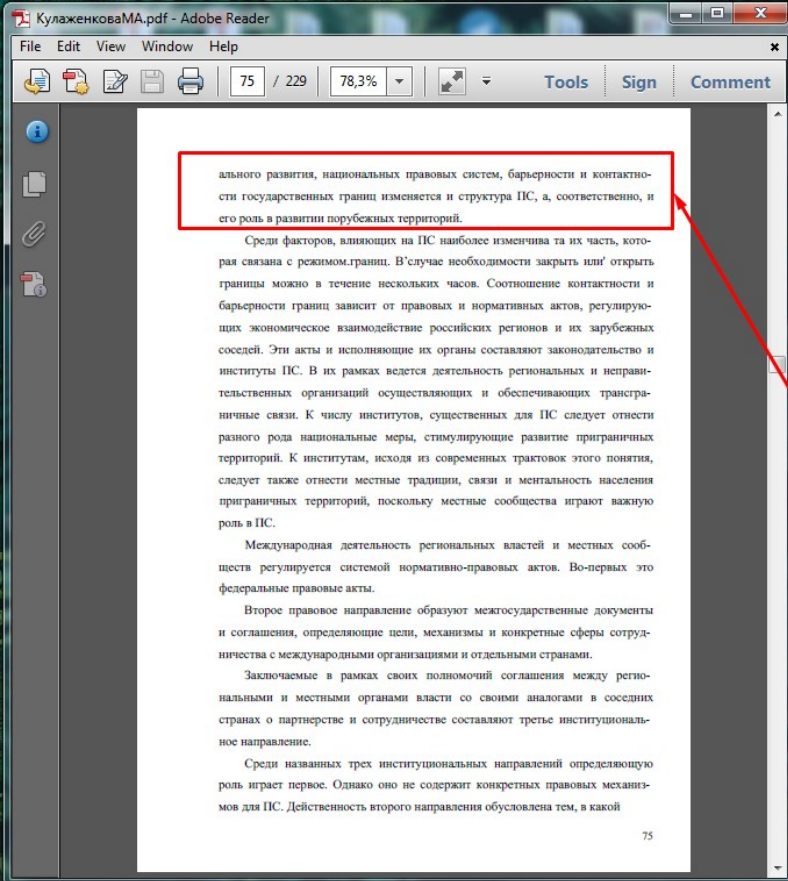 КулаженковаМА.pdf - Adobe Reader
File Edit View Window Help
75 / 229 78,3% Tools Sign Comment
ального развития, национальных правовых систем, барьерности и контактно-
сти государственных границ изменяется и структура ПС, а, соответственно, и
его роль в развитии порубежных территорий.
Среди факторов, влияющих на ПС наиболее изменчива та их часть, кото-
рая связана с режимом.границ. В'случае необходимости закрыть или' открыть
границы можно в течение нескольких часов. Соотношение контактности и
барьерности границ зависит от правовых и нормативных актов, регулирую-
щих экономическое взаимодействие российских регионов и их зарубежных
соседей. Эти акты и исполняющие их органы составляют законодательство и
институты ПС. В их рамках ведется деятельность региональных и неправи-
тельственных организаций осуществляющих и обеспечивающих трансгра-
ничные связи. К числу институтов, существенных для ПС следует отнести
разного рода национальные меры, стимулирующие развитие приграничных
территорий. К институтам, исходя из современных трактовок этого понятия,
следует также отнести местные традиции, связи и ментальность населения
приграничных территорий, поскольку местные сообщества играют важную
роль в ПС.
Международная деятельность региональных властей и местных сооб-
ществ регулируется системой нормативно-правовых актов. Во-первых это
федеральные правовые акты.
Второе правовое направление образуют межгосударственные документы
и соглашения, определяющие цели, механизмы и конкретные сферы сотруд-
ничества с международными организациями и отдельными странами.
Заключаемые в рамках своих полномочий соглашения между регио-
нальными и местными органами власти со своими аналогами в соседних
странах о партнерстве и сотрудничестве составляют третье институциональ-
ное направление.
Среди названных трех институциональных направлений определяющую
роль играет первое. Однако оно не содержит конкретных правовых механиз-
мов для ПС. Действенность второго направления обусловлена тем, в какой
75